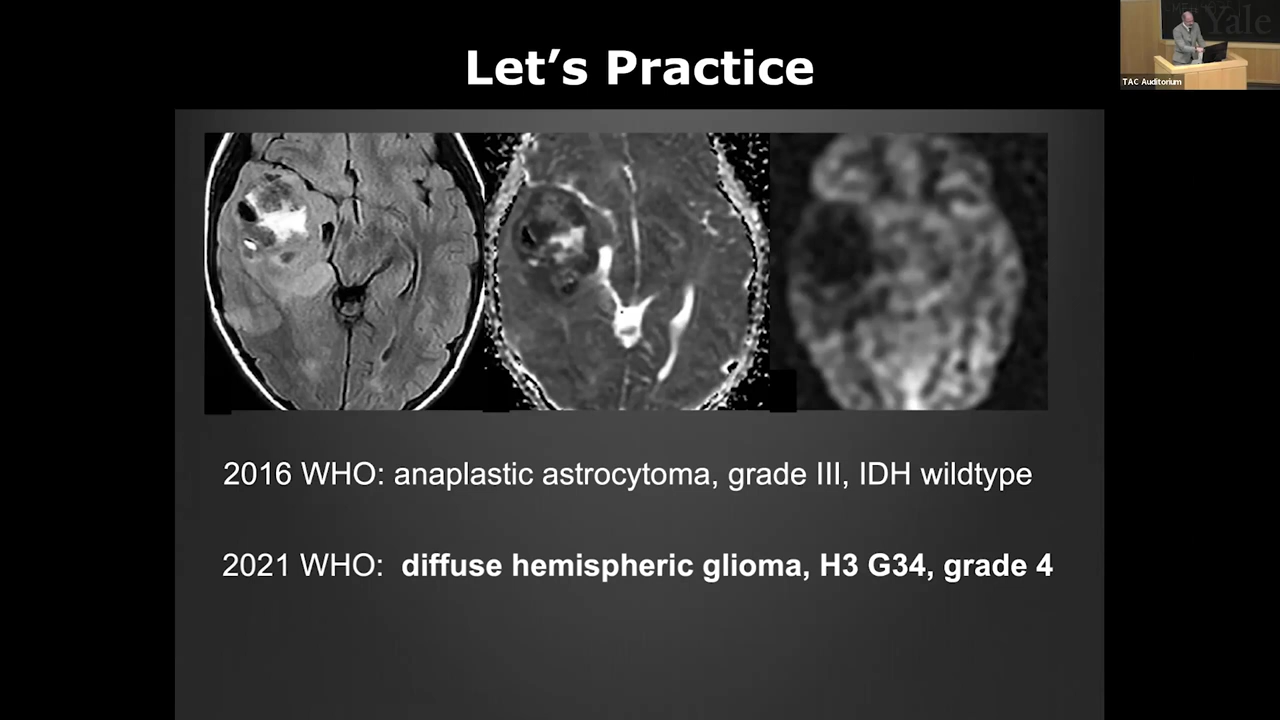 Let's Practice
Yale
TAC Auditorium
2016 WHO: anaplastic astrocytoma, grade III, IDH wildtype
2021 WHO: diffuse hemispheric glioma, H3 G34, grade 4